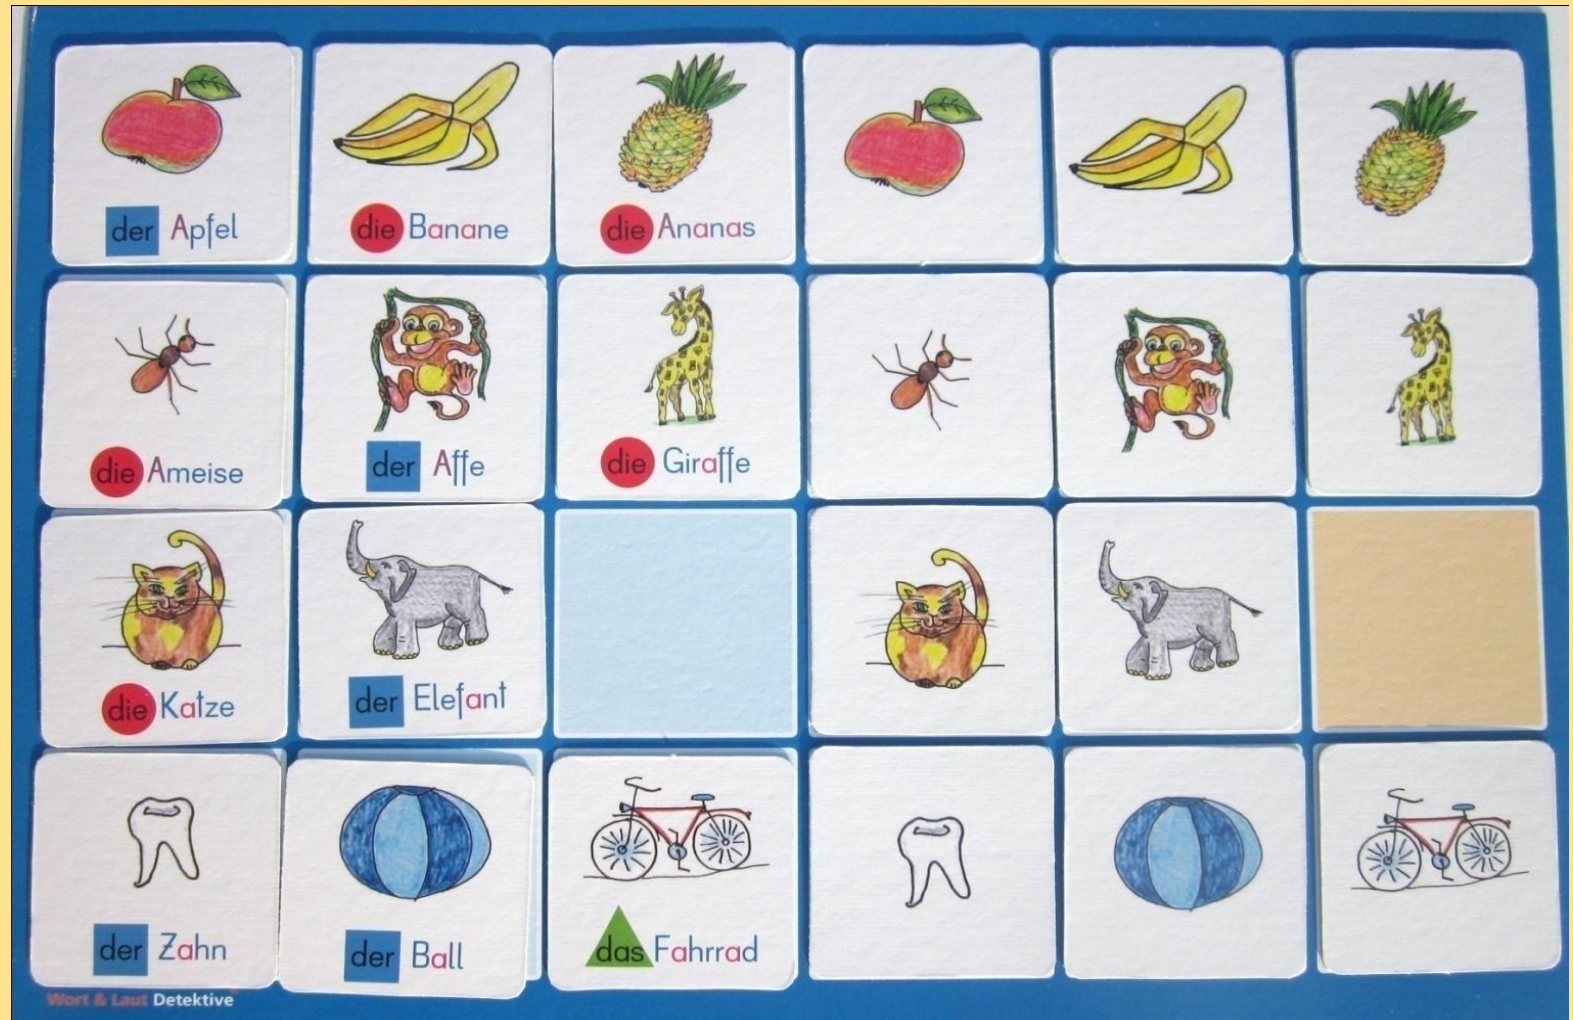 der Apfel
die Banane
die Ananas
die Ameise
der Affe
die Giraffe
die Katze
der Elefant
der Zahn
der Ball
das Fahrrad
Wort & Laut Detektive